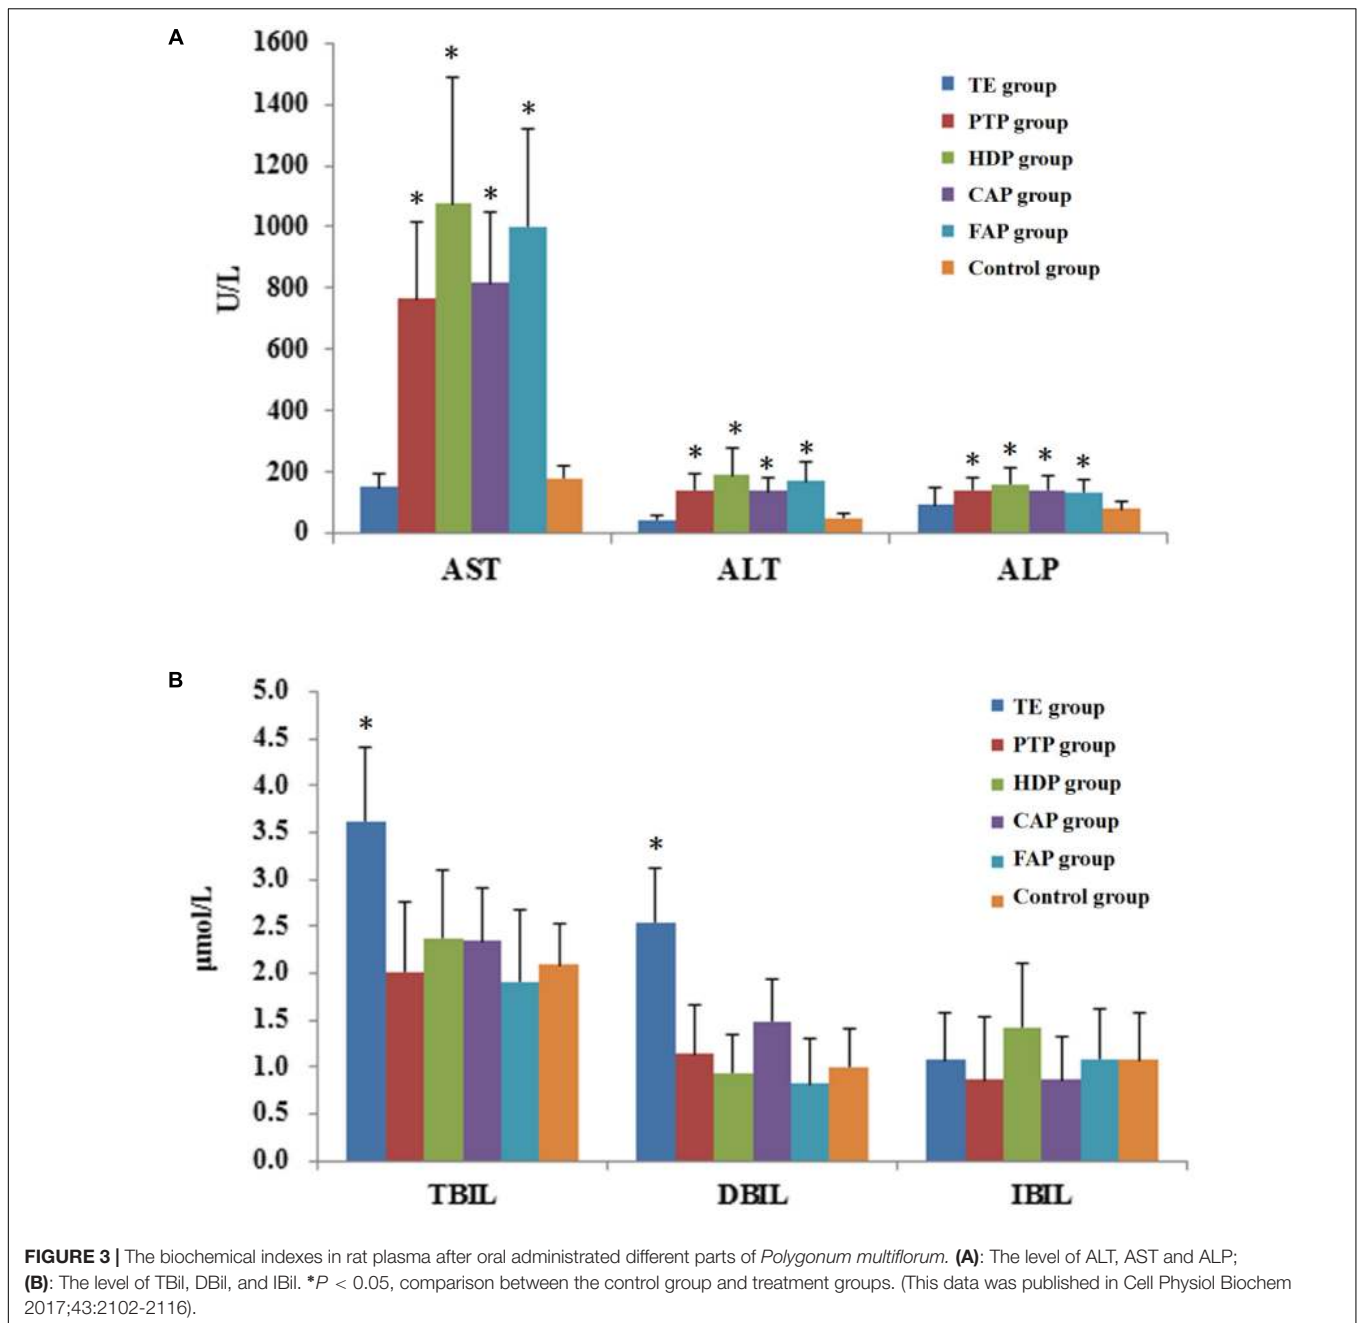 A
1600
1400
1200
1000
800
600
400
200
0
U/L
* * * *
* * * *
* * * *
TE group
PTP group
HDP group
CAP group
FAP group
Control group
AST ALT ALP
B
5.0
4.5
4.0
3.5
3.0
2.5
2.0
1.5
1.0
0.5
0.0
µmol/L
*
*
TE group
PTP group
HDP group
CAP group
FAP group
Control group
TBIL DBIL IBIL
FIGURE 3 | The biochemical indexes in rat plasma after oral administrated different parts of Polygonum multiflorum. (A): The level of ALT, AST and ALP;
(B): The level of TBil, DBil, and IBil. *P < 0.05, comparison between the control group and treatment groups. (This data was published in Cell Physiol Biochem
2017;43:2102-2116).